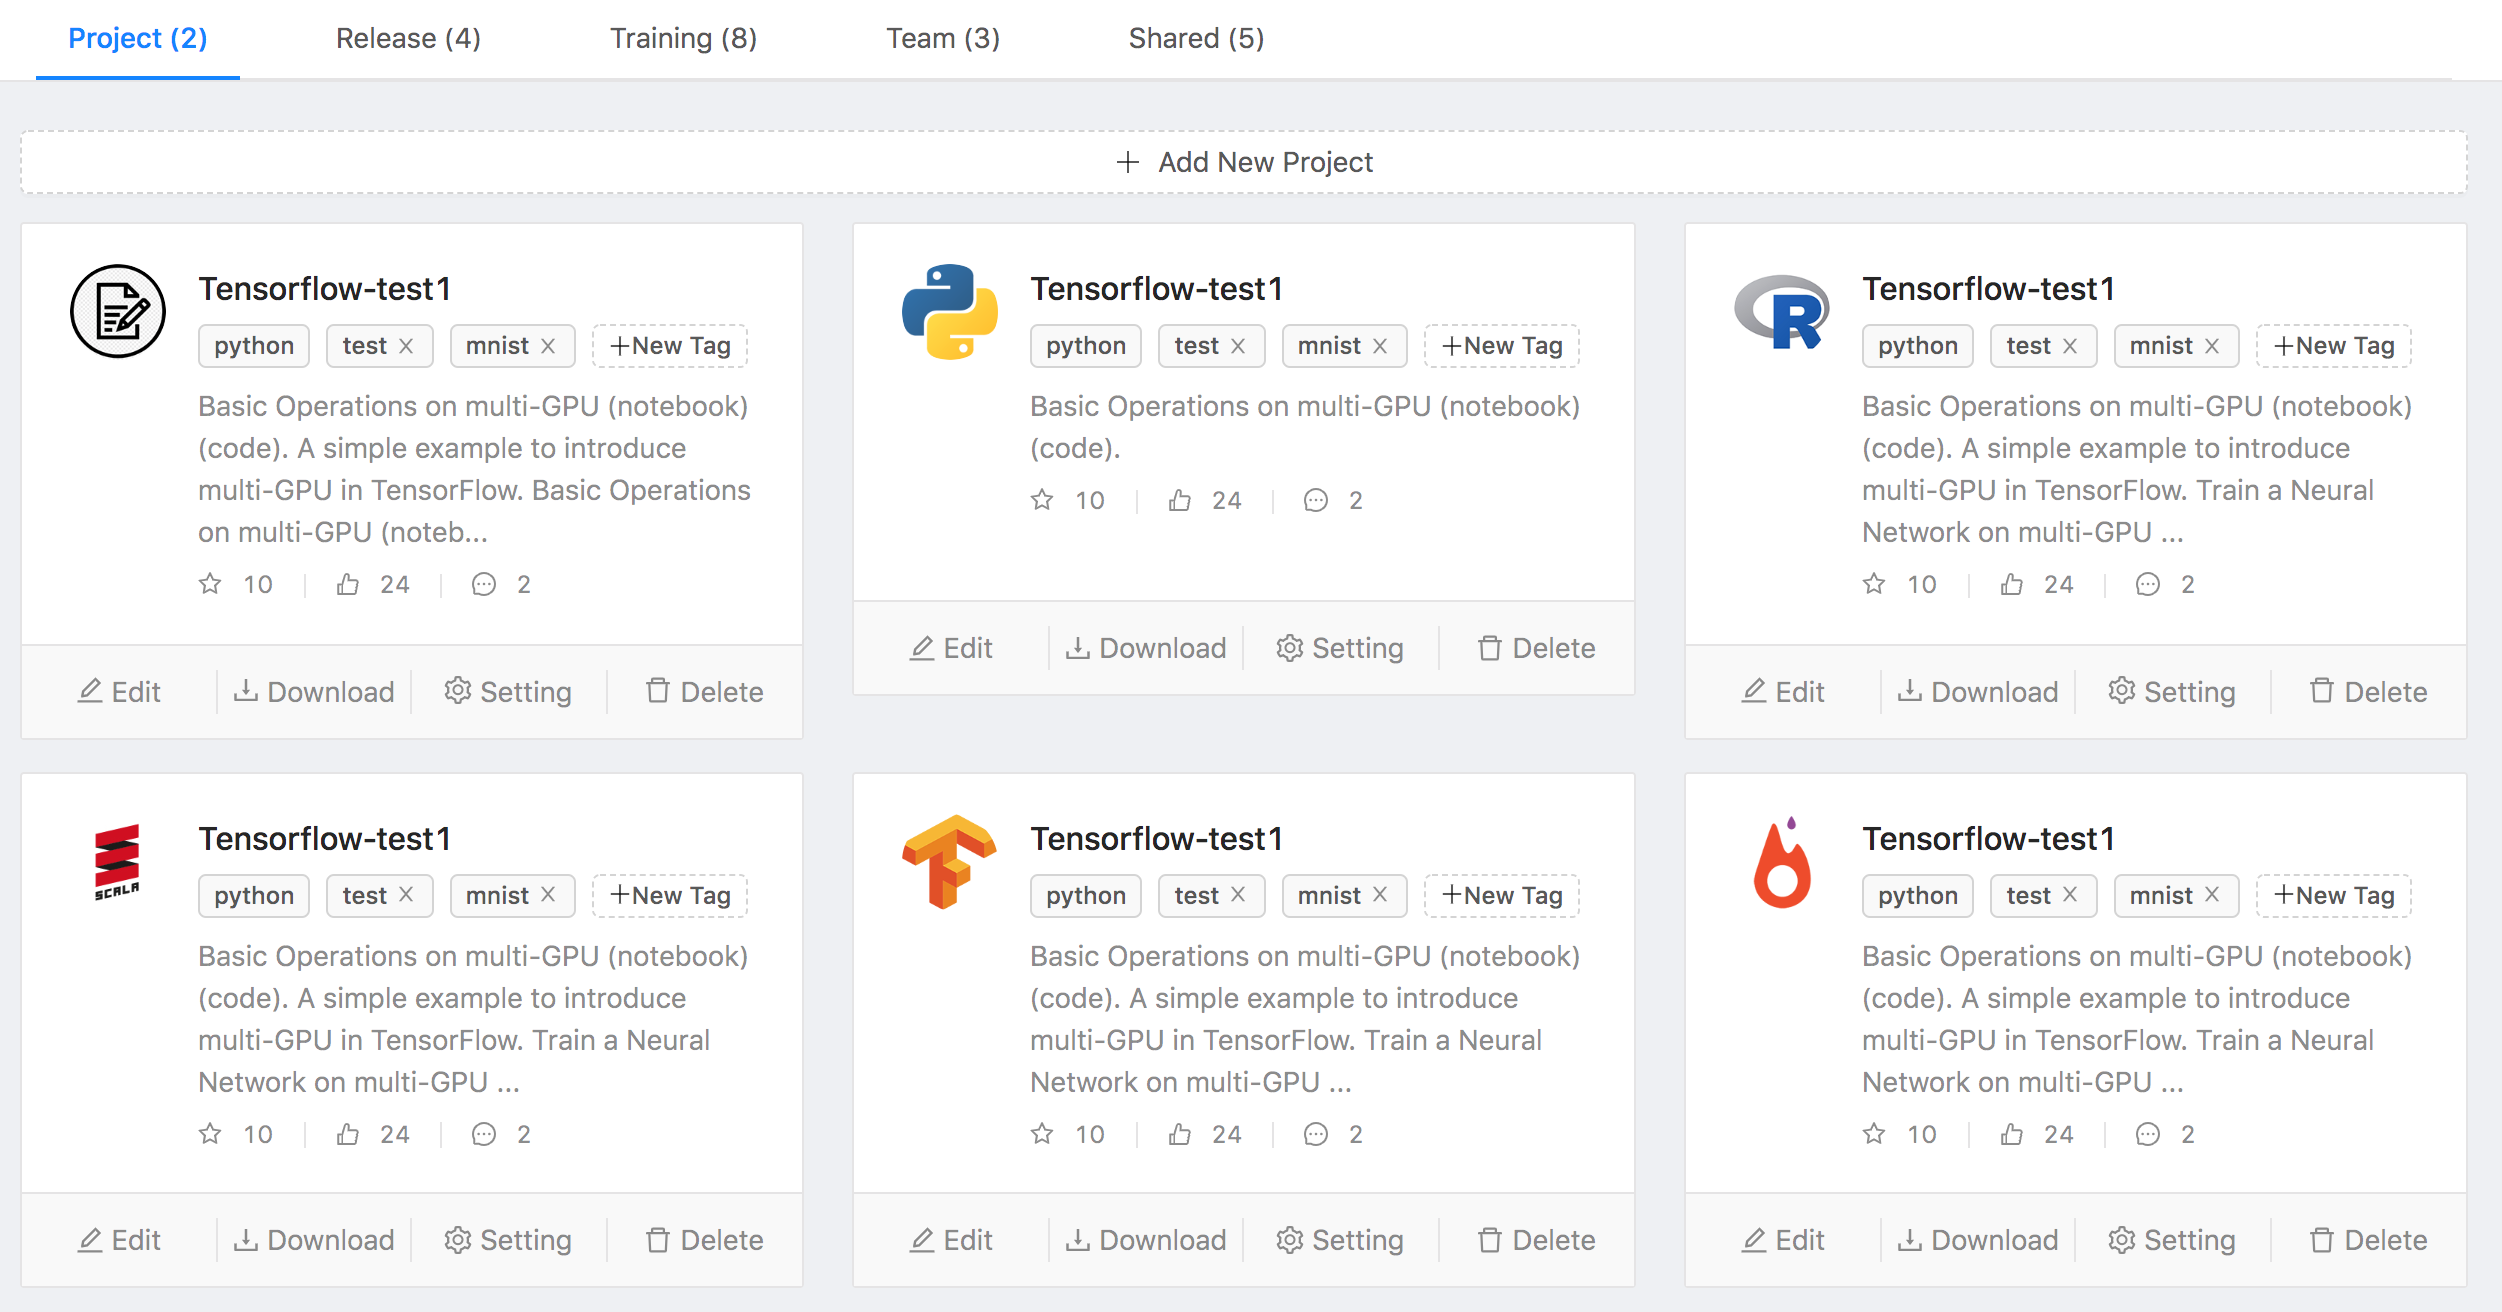 Project (2) Release (4) Training (8) Team (3) Shared (5)
Add New Project
Tensorflow-test1
python test X mnist X +New Tag
Basic Operations on multi-GPU (notebook)
(code). A simple example to introduce
multi-GPU in TensorFlow. Basic Operations
on multi-GPU (noteb...
10 24 2
Edit Download Setting Delete
Tensorflow-test1
python test X mnist X +New Tag
Basic Operations on multi-GPU (notebook)
(code).
10 24 2
Edit Download Setting Delete
R
Tensorflow-test1
python test X mnist X +New Tag
Basic Operations on multi-GPU (notebook)
(code). A simple example to introduce
multi-GPU in TensorFlow. Train a Neural
Network on multi-GPU ...
10 24 2
Edit Download Setting Delete
SCALA
Tensorflow-test1
python test X mnist X +New Tag
Basic Operations on multi-GPU (notebook)
(code). A simple example to introduce
multi-GPU in TensorFlow. Train a Neural
Network on multi-GPU ...
10 24 2
Edit Download Setting Delete
Tensorflow-test1
python test X mnist X +New Tag
Basic Operations on multi-GPU (notebook)
(code). A simple example to introduce
multi-GPU in TensorFlow. Train a Neural
Network on multi-GPU ...
10 24 2
Edit Download Setting Delete
Tensorflow-test1
python test X mnist X +New Tag
Basic Operations on multi-GPU (notebook)
(code). A simple example to introduce
multi-GPU in TensorFlow. Train a Neural
Network on multi-GPU ...
10 24 2
Edit Download Setting Delete